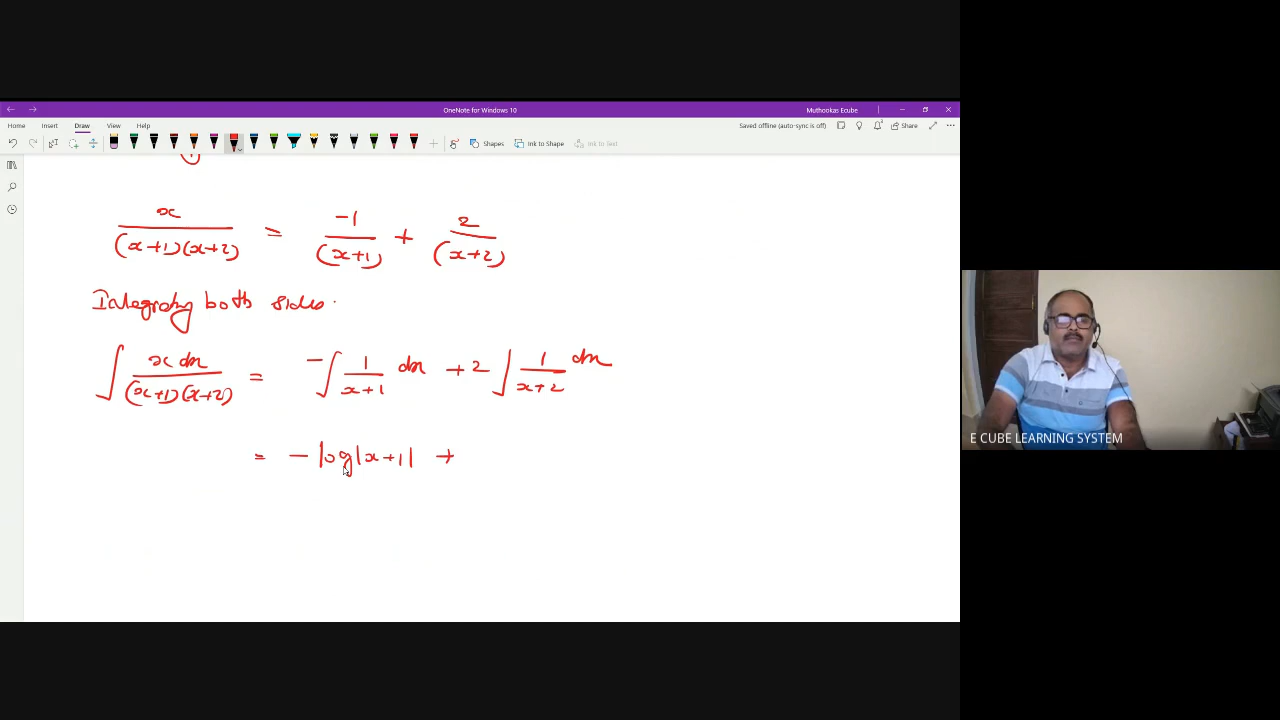 OneNote for Windows 10
Muthookas Ecube
Home Insert Draw View Help
Saved offline (auto-sync is off) Share
Shapes Ink to Shape Ink to Text
x/((x+1)(x+2)) = -1/(x+1) + 2/(x+2)
Integrating both sides.
∫ x dx/((x+1)(x+2)) = -∫ 1/(x+1) dx + 2∫ 1/(x+2) dx
= - log|x+1| +
E CUBE LEARNING SYSTEM